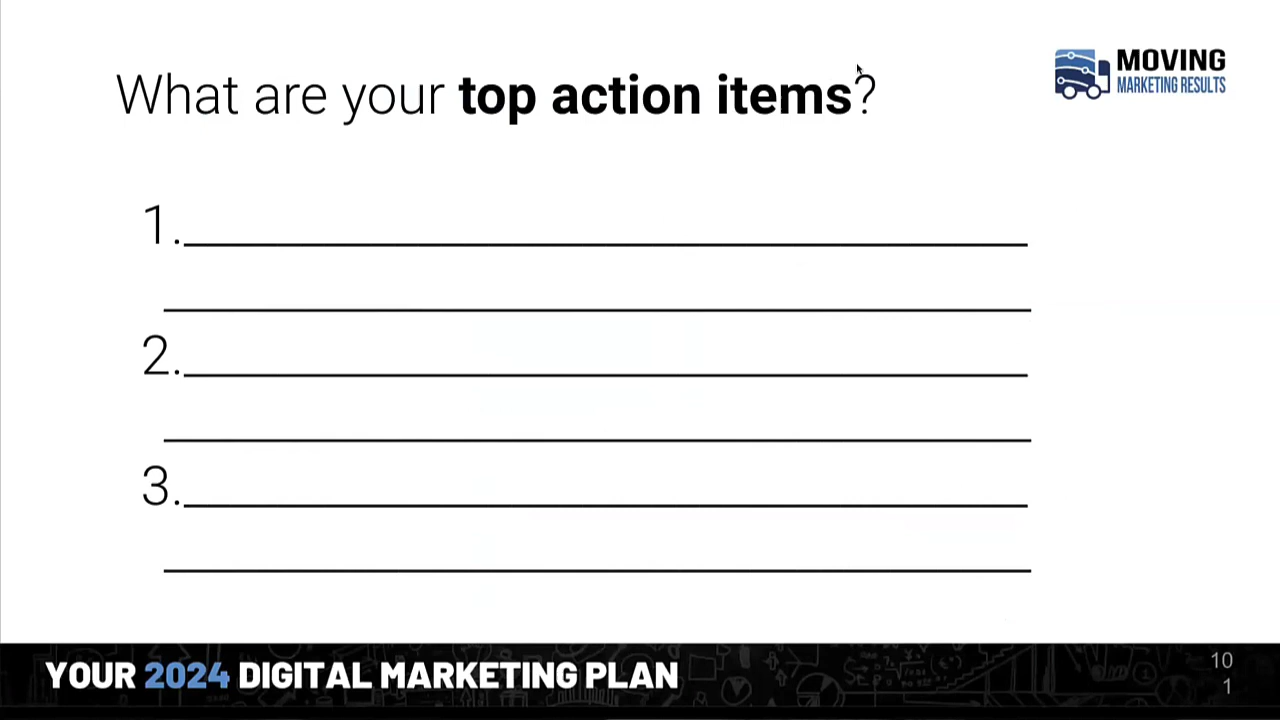 What are your top action items?
MOVING
MARKETING RESULTS
1.
2.
3.
YOUR 2024 DIGITAL MARKETING PLAN
10
1